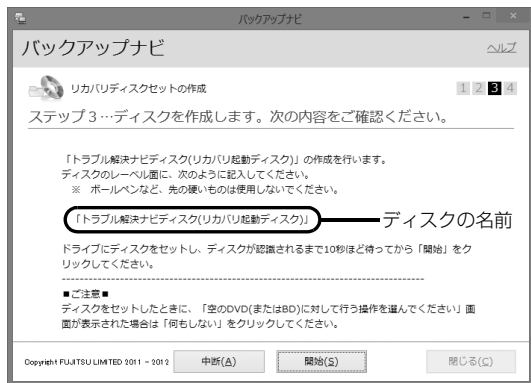 バックアップナビ
バックアップナビ
ヘルプ
リカバリディスクセットの作成
1 2 3 4
ステップ3…ディスクを作成します。次の内容をご確認ください。
「トラブル解決ナビディスク(リカバリ起動ディスク)」の作成を行います。
ディスクのレーベル面に、次のように記入してください。
※ ボールペンなど、先の硬いものは使用しないでください。
「トラブル解決ナビディスク(リカバリ起動ディスク)」
ディスクの名前
ドライブにディスクをセットし、ディスクが認識されるまで10秒ほど待ってから「開始」をク
リックしてください。
■ご注意■
ディスクをセットしたときに、「空のDVD(またはBD)に対して行う操作を選んでください」画
面が表示された場合は「何もしない」をクリックしてください。
Copyright FUJITSU LIMITED 2011 - 2012
中断(A)
開始(S)
閉じる(C)